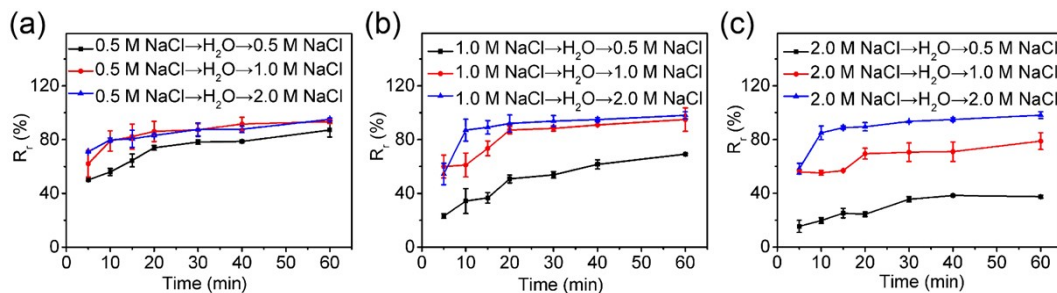 (a)
0.5 M NaCl→H₂O→0.5 M NaCl
0.5 M NaCl→H₂O→1.0 M NaCl
0.5 M NaCl→H₂O→2.0 M NaCl
Rᵣ (%)
120
80
40
0
0 10 20 30 40 50 60
Time (min)
(b)
1.0 M NaCl→H₂O→0.5 M NaCl
1.0 M NaCl→H₂O→1.0 M NaCl
1.0 M NaCl→H₂O→2.0 M NaCl
Rᵣ (%)
120
80
40
0
0 10 20 30 40 50 60
Time (min)
(c)
2.0 M NaCl→H₂O→0.5 M NaCl
2.0 M NaCl→H₂O→1.0 M NaCl
2.0 M NaCl→H₂O→2.0 M NaCl
Rᵣ (%)
120
80
40
0
0 10 20 30 40 50 60
Time (min)